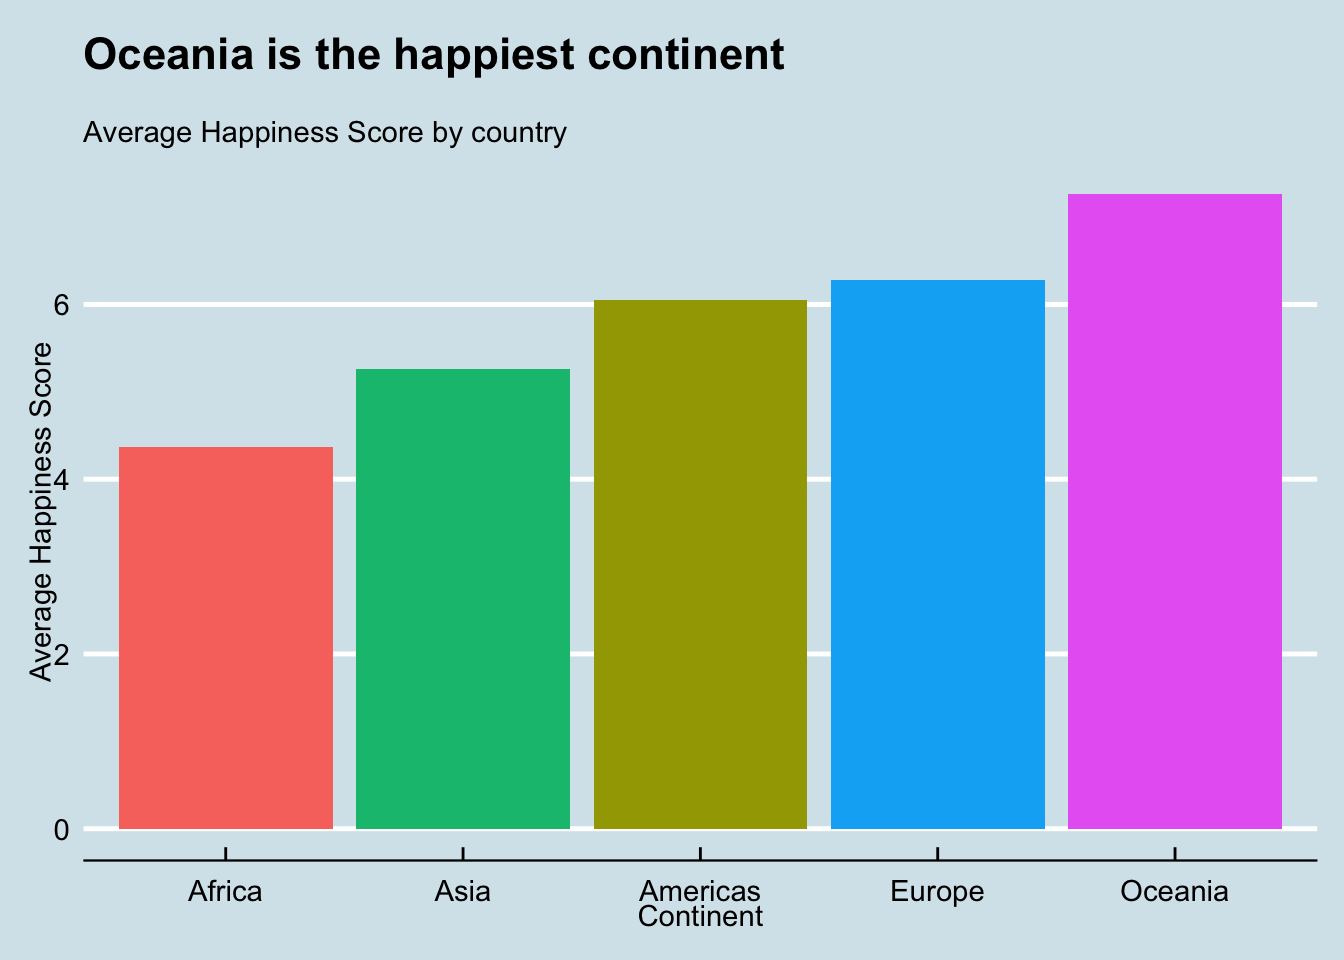 Oceania is the happiest continent
Average Happiness Score by country
Average Happiness Score
6
4
2
0
Africa Asia Americas Europe Oceania
Continent